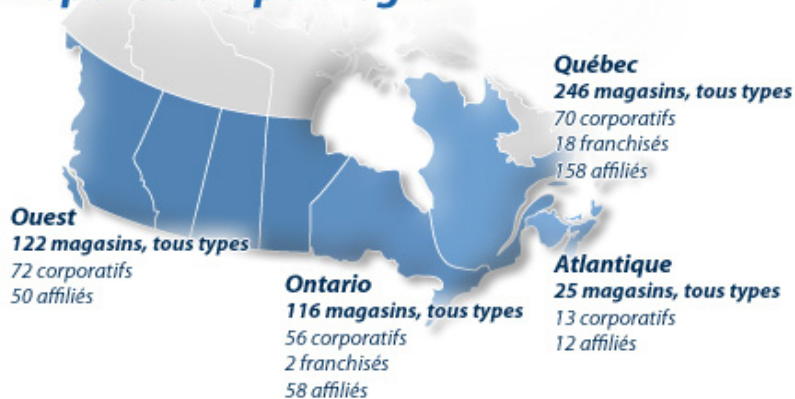 Québec
246 magasins, tous types
70 corporatifs
18 franchisés
158 affiliés
Ouest
122 magasins, tous types
72 corporatifs
50 affiliés
Ontario
116 magasins, tous types
56 corporatifs
2 franchisés
58 affiliés
Atlantique
25 magasins, tous types
13 corporatifs
12 affiliés